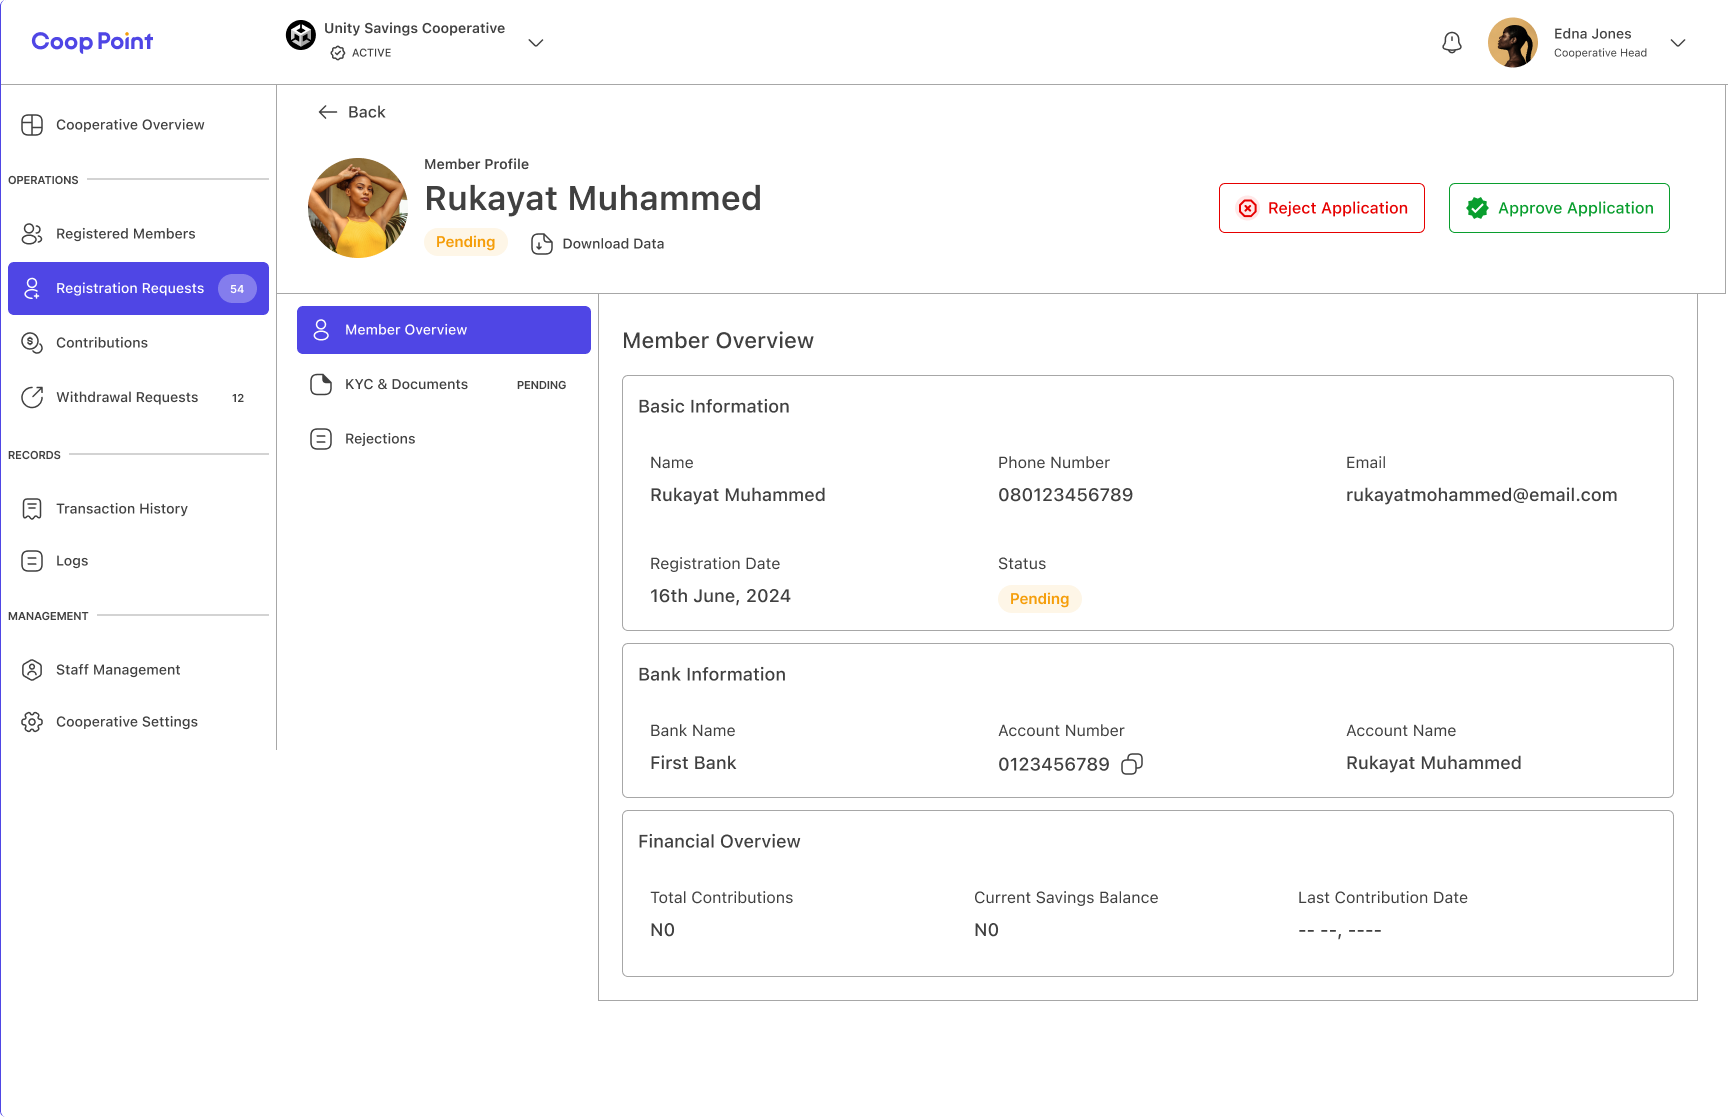 Coop Point
Unity Savings Cooperative
ACTIVE
Edna Jones
Cooperative Head
Cooperative Overview
OPERATIONS
Registered Members
Registration Requests 54
Contributions
Withdrawal Requests 12
RECORDS
Transaction History
Logs
MANAGEMENT
Staff Management
Cooperative Settings
Back
Member Profile
Rukayat Muhammed
Pending Download Data
Reject Application Approve Application
Member Overview
KYC & Documents PENDING
Rejections
Member Overview
Basic Information
Name Phone Number Email
Rukayat Muhammed 080123456789 rukayatmohammed@email.com
Registration Date Status
16th June, 2024 Pending
Bank Information
Bank Name Account Number Account Name
First Bank 0123456789 Rukayat Muhammed
Financial Overview
Total Contributions Current Savings Balance Last Contribution Date
N0 N0 -- --, ----